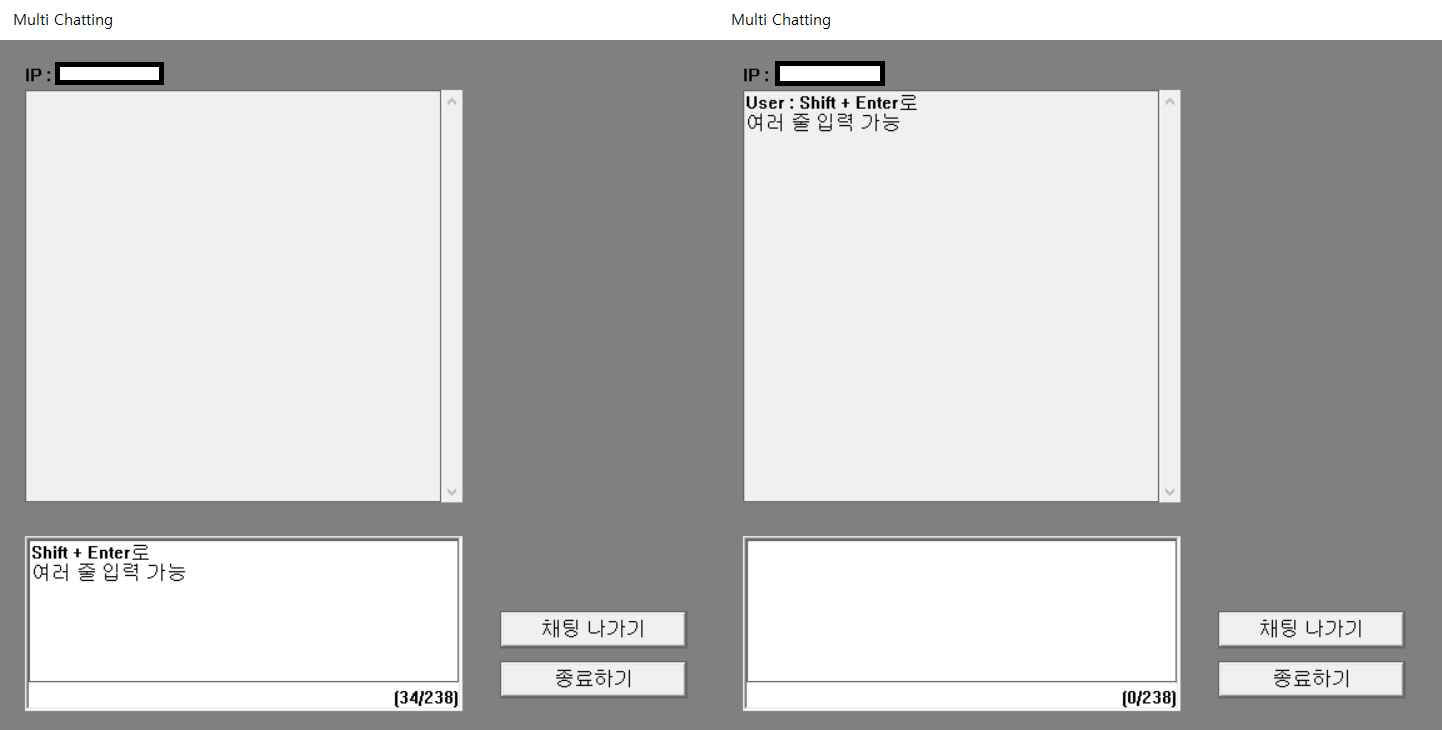 Multi Chatting
IP :
Shift + Enter로
여러 줄 입력 가능
(34/238)
채팅 나가기
종료하기
Multi Chatting
IP :
User : Shift + Enter로
여러 줄 입력 가능
(0/238)
채팅 나가기
종료하기